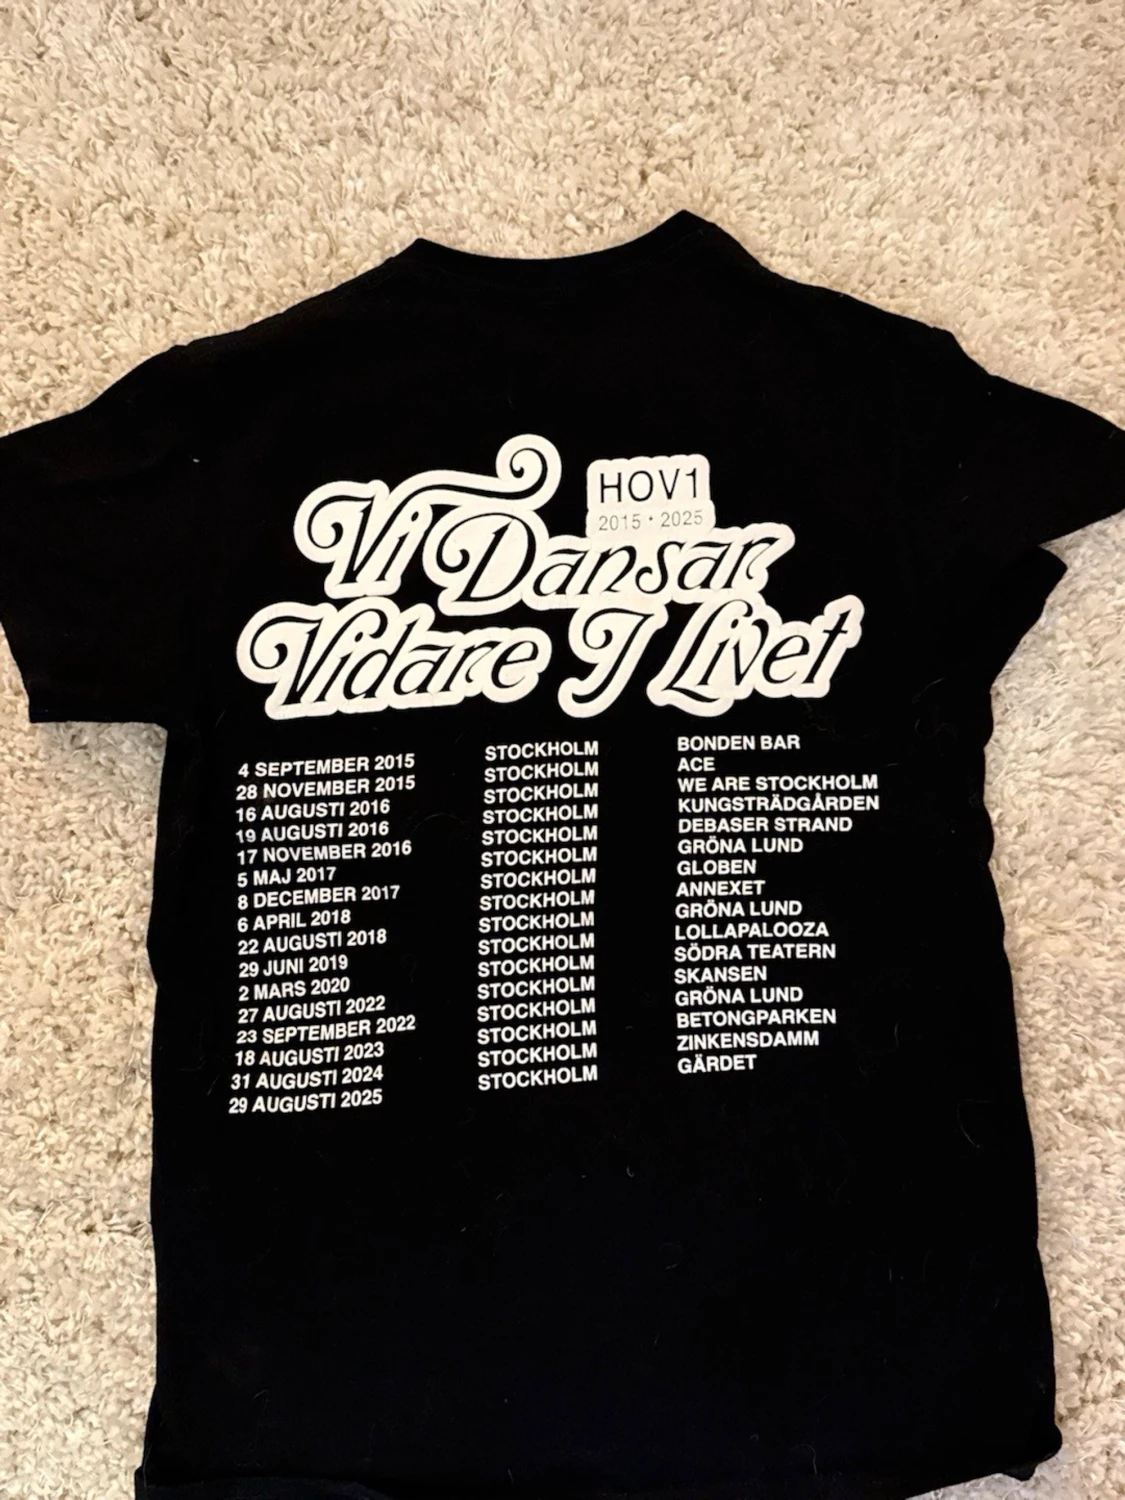 HOV1
2015 • 2025
Vi Dansar
Vidare I Livet
4 SEPTEMBER 2015 STOCKHOLM BONDEN BAR
28 NOVEMBER 2015 STOCKHOLM ACE
16 AUGUSTI 2016 STOCKHOLM WE ARE STOCKHOLM
19 AUGUSTI 2016 STOCKHOLM KUNGSTRÄDGÅRDEN
17 NOVEMBER 2016 STOCKHOLM DEBASER STRAND
5 MAJ 2017 STOCKHOLM GRÖNA LUND
8 DECEMBER 2017 STOCKHOLM GLOBEN
6 APRIL 2018 STOCKHOLM ANNEXET
22 AUGUSTI 2018 STOCKHOLM GRÖNA LUND
29 JUNI 2019 STOCKHOLM LOLLAPALOOZA
2 MARS 2020 STOCKHOLM SÖDRA TEATERN
27 AUGUSTI 2022 STOCKHOLM SKANSEN
23 SEPTEMBER 2022 STOCKHOLM GRÖNA LUND
18 AUGUSTI 2023 STOCKHOLM BETONGPARKEN
31 AUGUSTI 2024 STOCKHOLM ZINKENSDAMM
29 AUGUSTI 2025 STOCKHOLM GÄRDET